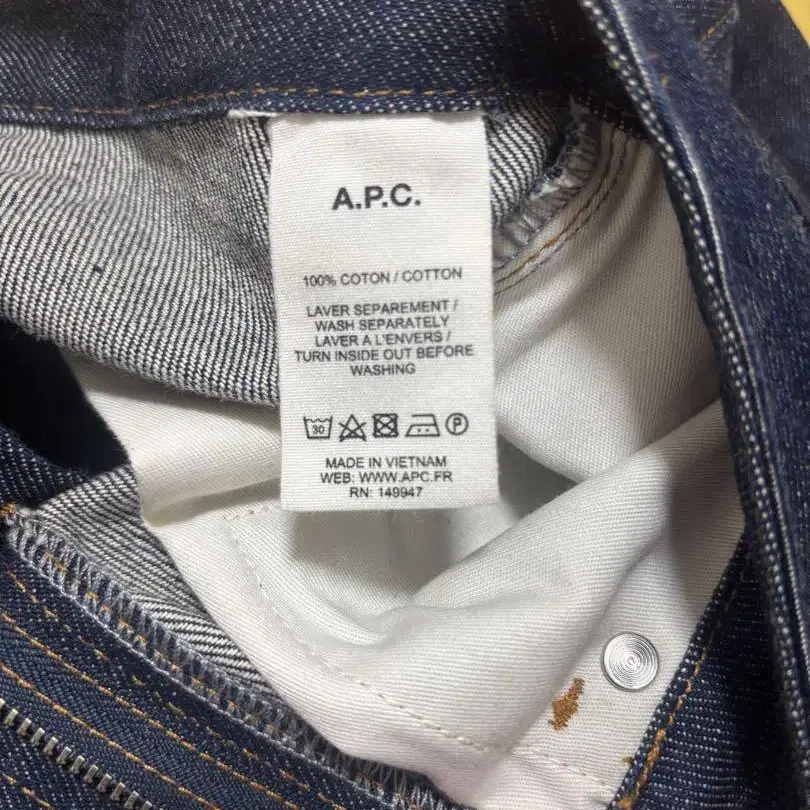 A.P.C.
100% COTON / COTTON
LAVER SEPAREMENT /
WASH SEPARATELY
LAVER A L'ENVERS /
TURN INSIDE OUT BEFORE
WASHING
30
P
MADE IN VIETNAM
WEB: WWW.APC.FR
RN: 149947